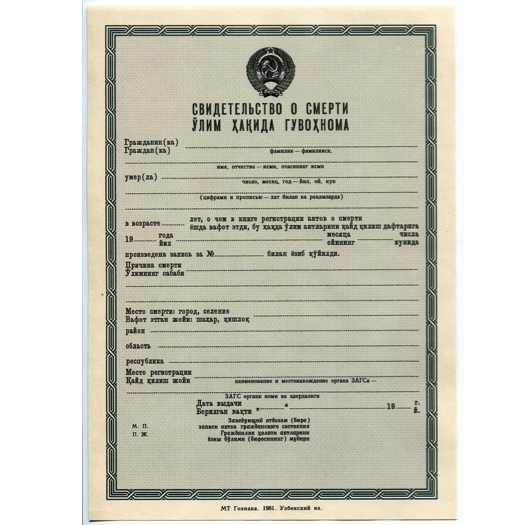 СВИДЕТЕЛЬСТВО О СМЕРТИ
ЎЛИМ ҲАҚИДА ГУВОҲНОМА
Гражданин(ка)
Граждан(ка)
фамилия — фамилияси,
имя, отчество — исми, отасининг исми
умер(ла)
число, месяц, год — йил, ой, кун
(цифрами и прописью — хат билан ва рақамларда)
в возрасте лет, о чем в книге регистрации актов о смерти
ёшда вафот этди, бу ҳақда ўлим актларини қайд қилиш дафтарига
19 года месяца числа
йил ойининг кунида
произведена запись за № билан ёзиб қўйилди.
Причина смерти
Ўлимнинг сабаби
Место смерти: город, селение
Вафот этган жойи: шаҳар, қишлоқ
район
область
республика
Место регистрации
Қайд қилиш жойи наименование и местонахождение органа ЗАГСа —
ЗАГС органи номи ва қаердалиги
Дата выдачи « » 19 г.
Берилган вақти й.
Заведующий отделом (бюро)
М. П. записи актов гражданского состояния
П. Ж. Гражданлик ҳолати актларини
ёзиш бўлими (бюросининг) мудири
МТ Гознака. 1981. Узбекский яз.